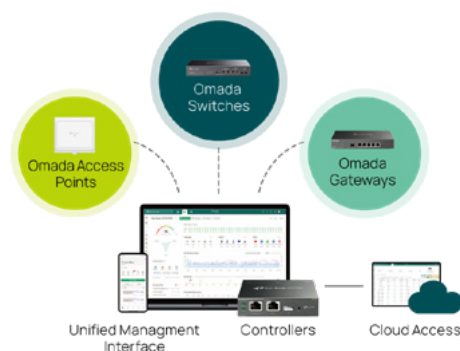 Omada
Switches
Omada Access
Points
Omada
Gateways
Unified Managment
Interface
Controllers
Cloud Access